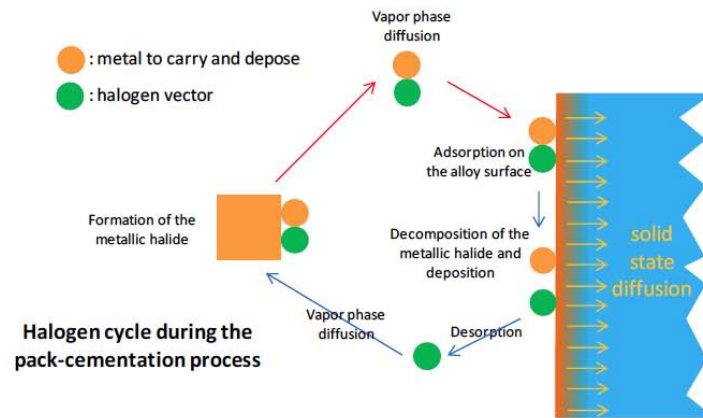 Vapor phase
diffusion
: metal to carry and depose
: halogen vector
Adsorption on
the alloy surface
Formation of the
metallic halide
Decomposition of the
metallic halide and
deposition
solid
state
diffusion
Vapor phase
diffusion
Desorption
Halogen cycle during the
pack-cementation process